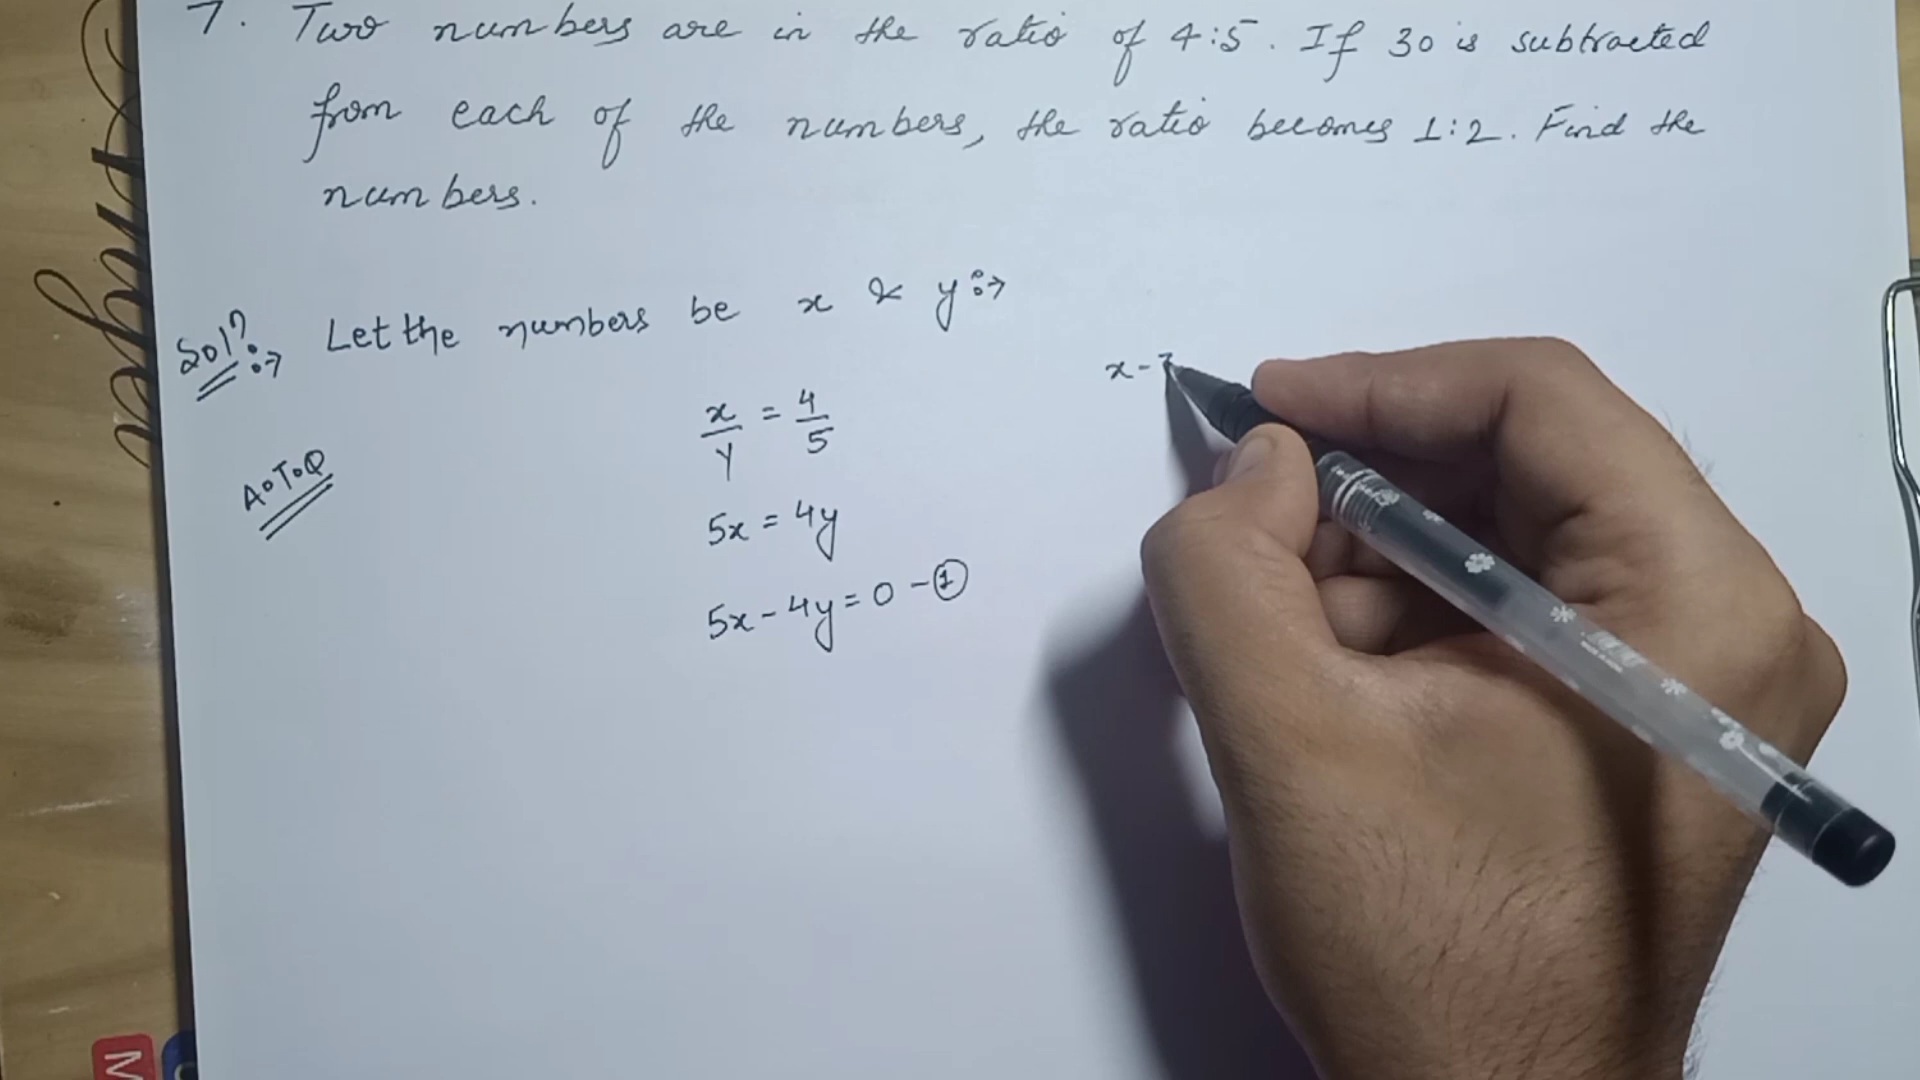 7. Two numbers are in the ratio of 4:5. If 30 is subtracted
from each of the numbers, the ratio becomes 1:2. Find the
numbers.
Soln:→ Let the numbers be x & y:→
x/y = 4/5
x-3
A.T.Q
5x = 4y
5x - 4y = 0 - ①
M